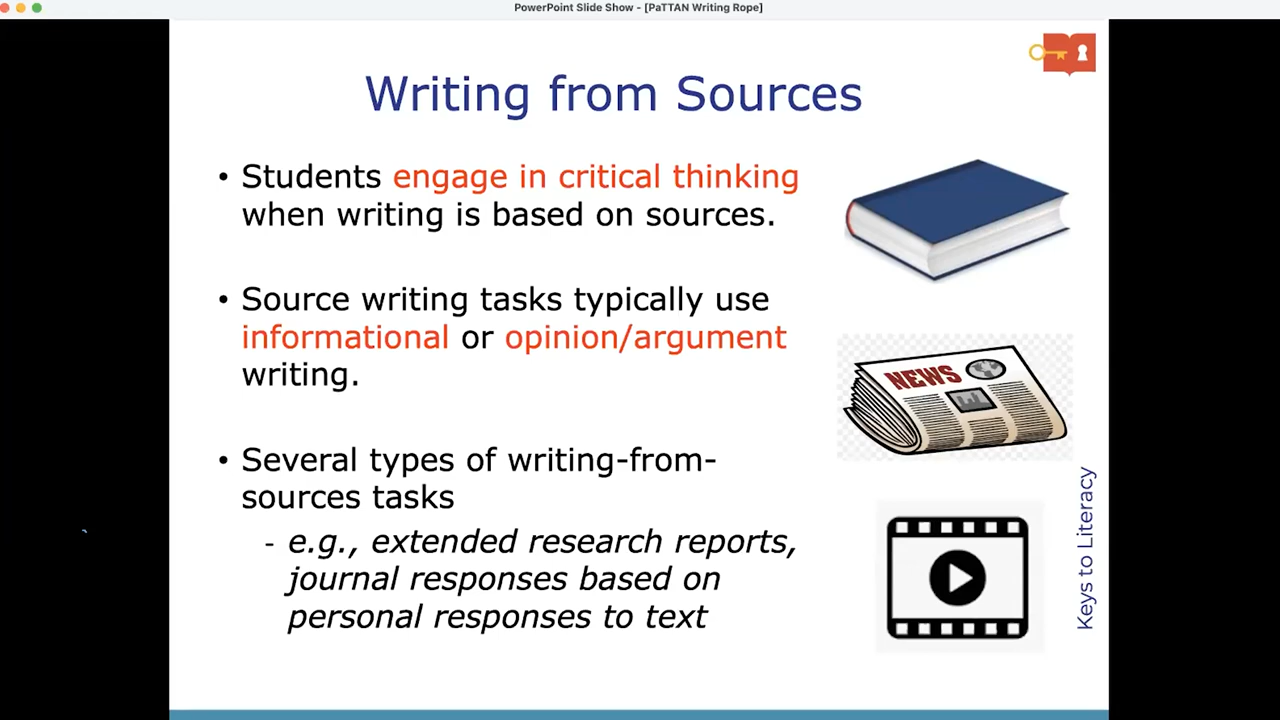 PowerPoint Slide Show - [PaTTAN Writing Rope]
Writing from Sources
• Students engage in critical thinking
when writing is based on sources.
• Source writing tasks typically use
informational or opinion/argument
writing.
• Several types of writing-from-
sources tasks
- e.g., extended research reports,
journal responses based on
personal responses to text
NEWS
Keys to Literacy